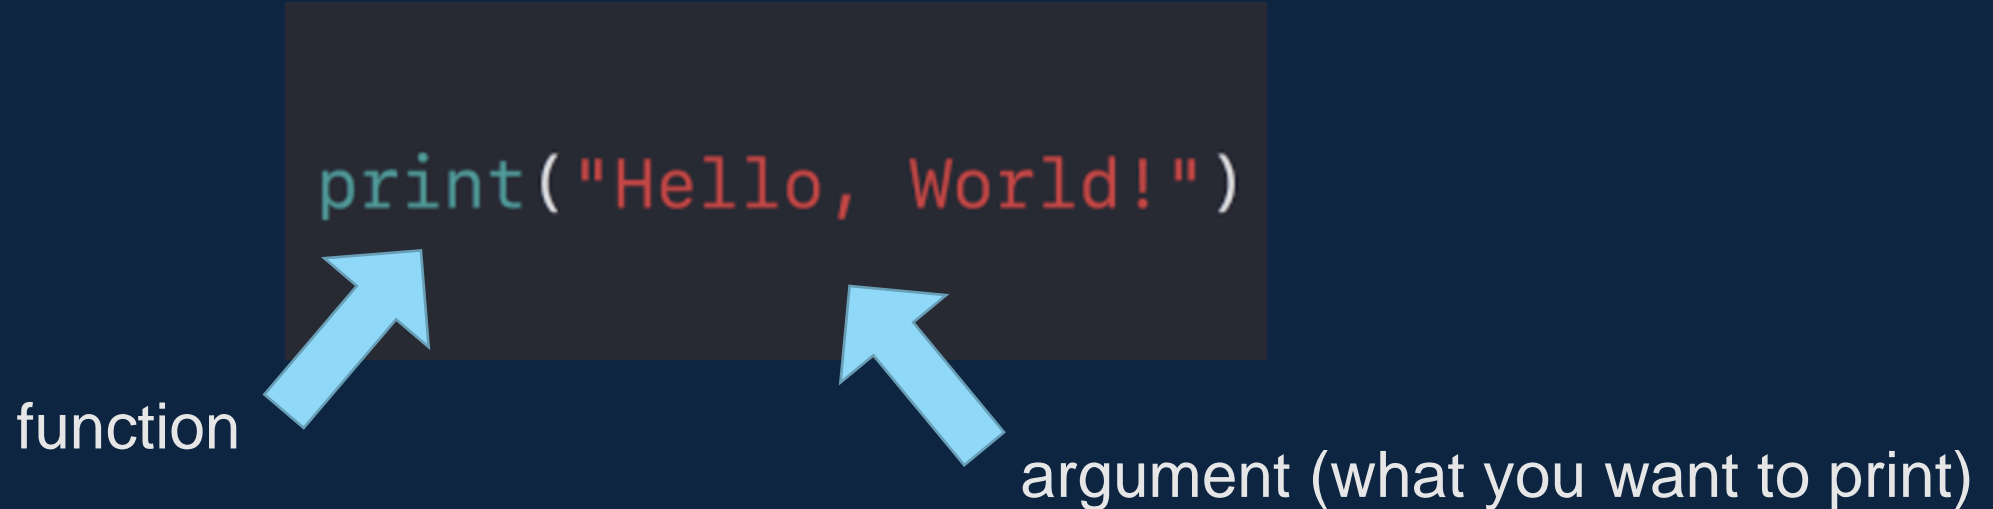 print("Hello, World!")
function
argument (what you want to print)